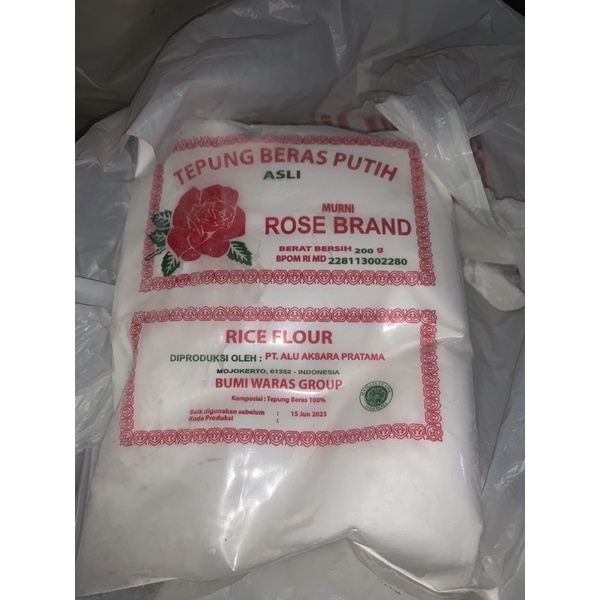 TEPUNG BERAS PUTIH
ASLI
MURNI
ROSE BRAND
BERAT BERSIH 200 g
BPOM RI MD 228113002280
RICE FLOUR
DIPRODUKSI OLEH : PT. ALU AKSARA PRATAMA
MOJOKERTO, 61352 - INDONESIA
BUMI WARAS GROUP
Komposisi : Tepung Beras 100%
Baik digunakan sebelum : 15 Jun 2023
Kode Produksi :